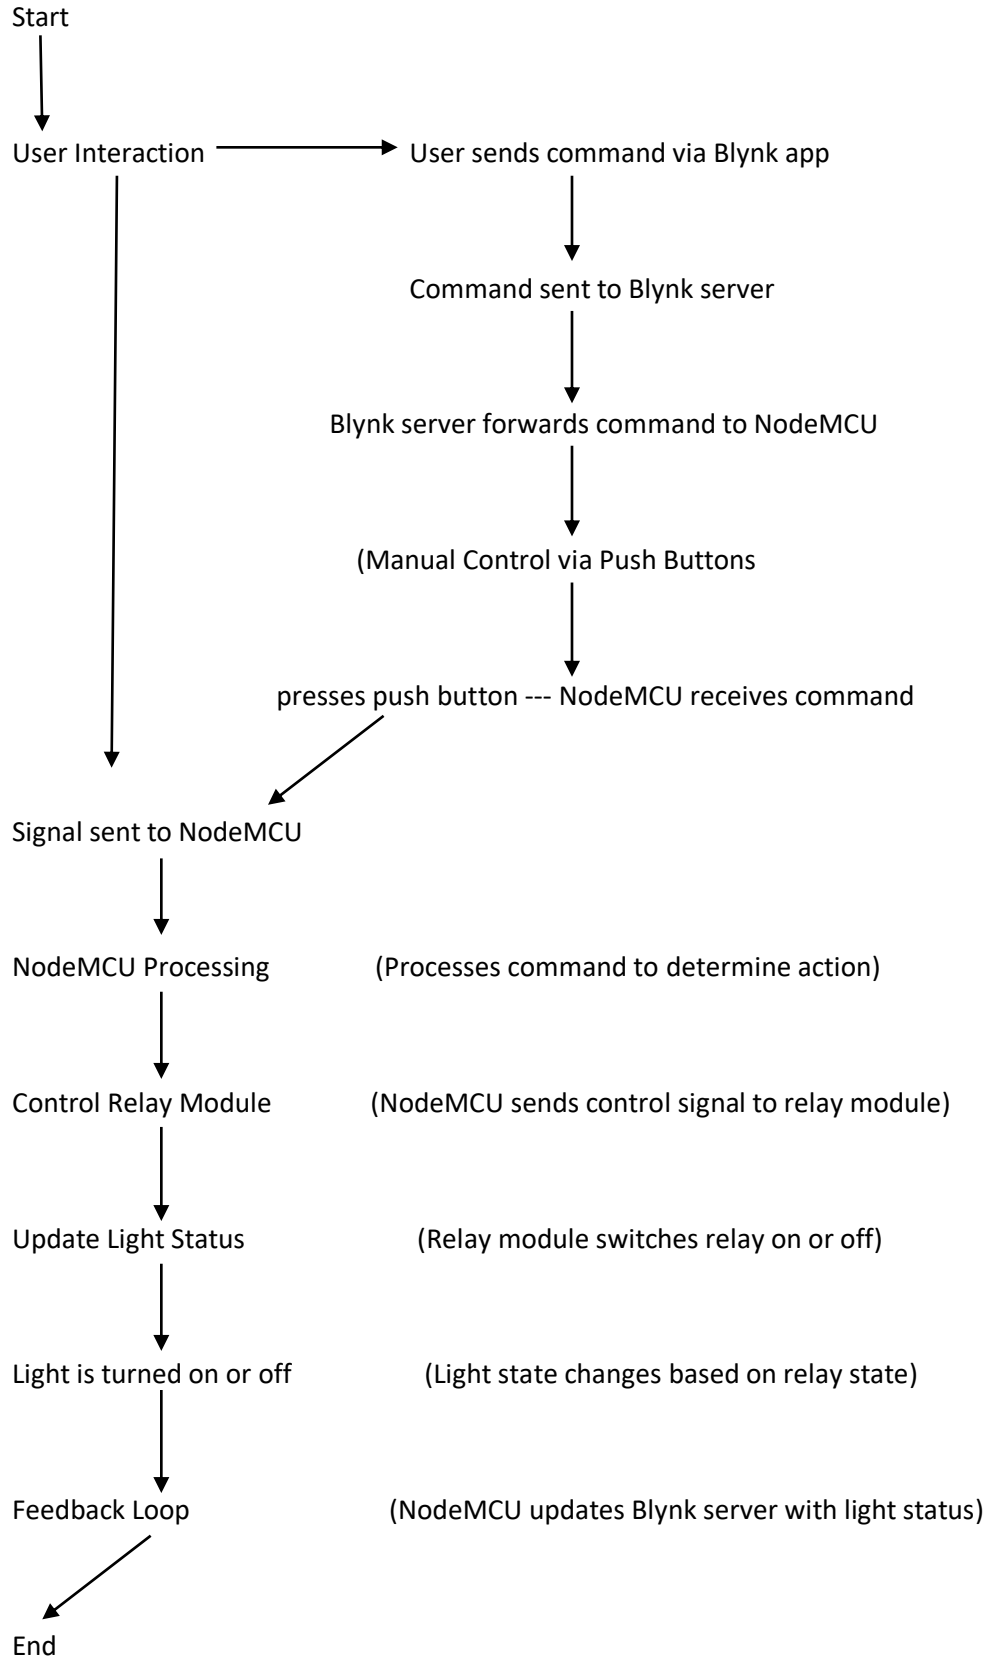 Start
User Interaction User sends command via Blynk app
Command sent to Blynk server
Blynk server forwards command to NodeMCU
(Manual Control via Push Buttons
presses push button --- NodeMCU receives command
Signal sent to NodeMCU
NodeMCU Processing (Processes command to determine action)
Control Relay Module (NodeMCU sends control signal to relay module)
Update Light Status (Relay module switches relay on or off)
Light is turned on or off (Light state changes based on relay state)
Feedback Loop (NodeMCU updates Blynk server with light status)
End